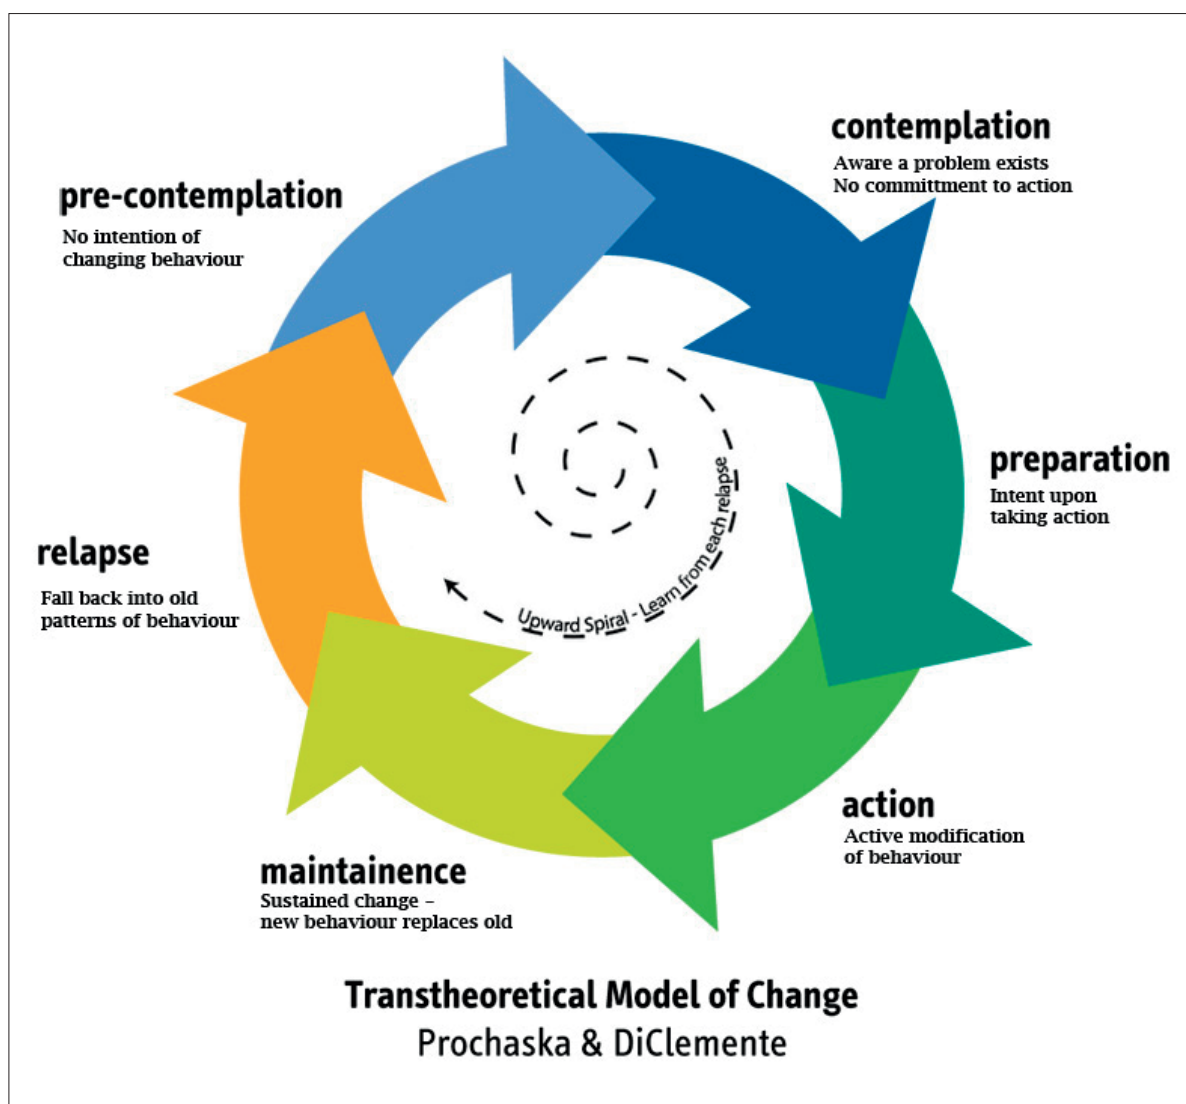 contemplation
Aware a problem exists
No committment to action
pre-contemplation
No intention of
changing behaviour
preparation
Intent upon
taking action
Upward Spiral - Learn from each relapse
relapse
Fall back into old
patterns of behaviour
action
Active modification
of behaviour
maintainence
Sustained change –
new behaviour replaces old
Transtheoretical Model of Change
Prochaska & DiClemente